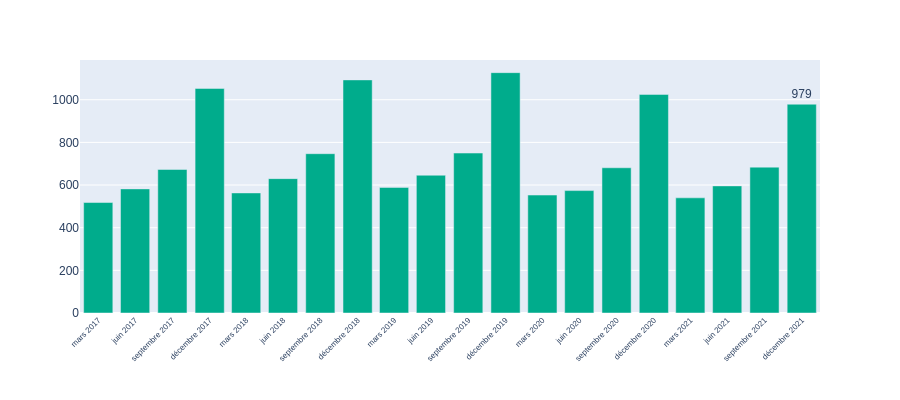 979
1000
800
600
400
200
0
mars 2017
juin 2017
septembre 2017
décembre 2017
mars 2018
juin 2018
septembre 2018
décembre 2018
mars 2019
juin 2019
septembre 2019
décembre 2019
mars 2020
juin 2020
septembre 2020
décembre 2020
mars 2021
juin 2021
septembre 2021
décembre 2021